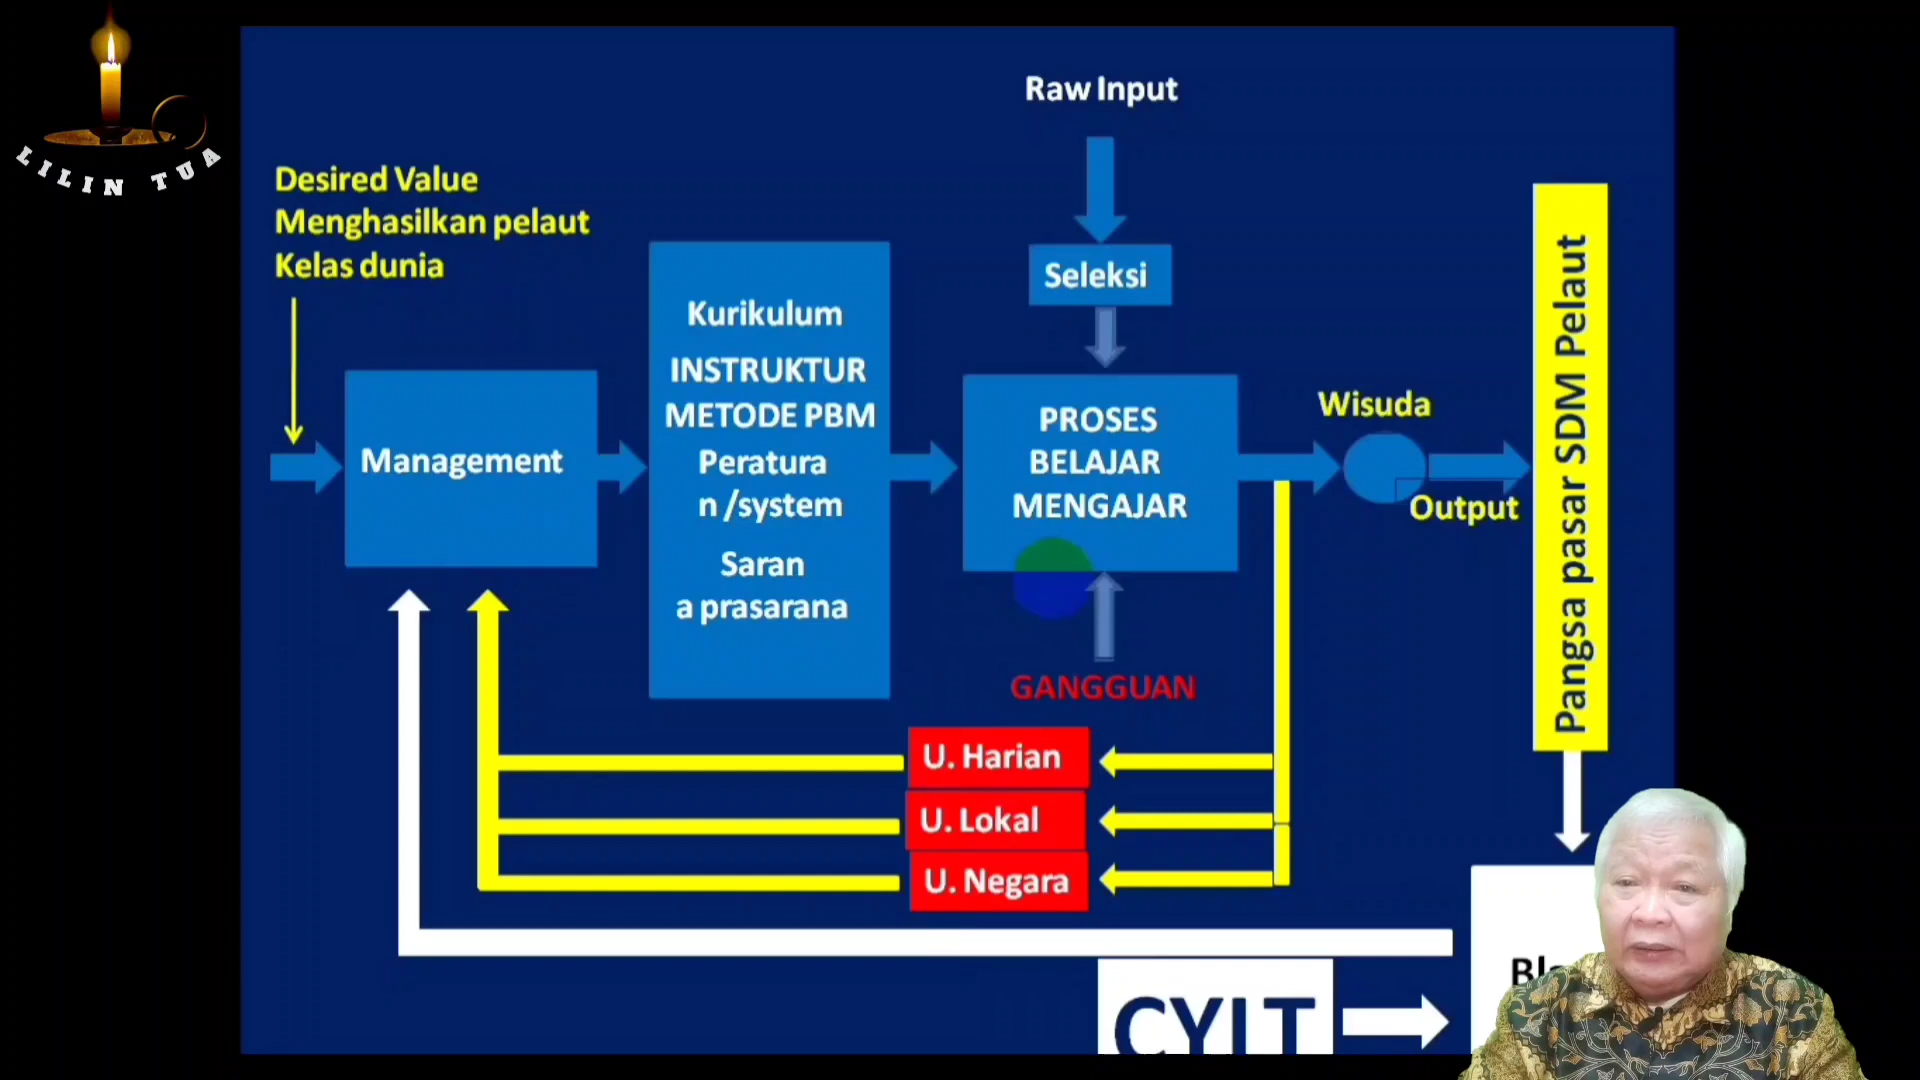 LILIN TUA
Raw Input
Desired Value
Menghasilkan pelaut
Kelas dunia
Seleksi
Management
Kurikulum
INSTRUKTUR
METODE PBM
Peratura
n /system
Saran
a prasarana
PROSES
BELAJAR
MENGAJAR
GANGGUAN
Wisuda
Output
Pangsa pasar SDM Pelaut
U. Harian
U. Lokal
U. Negara